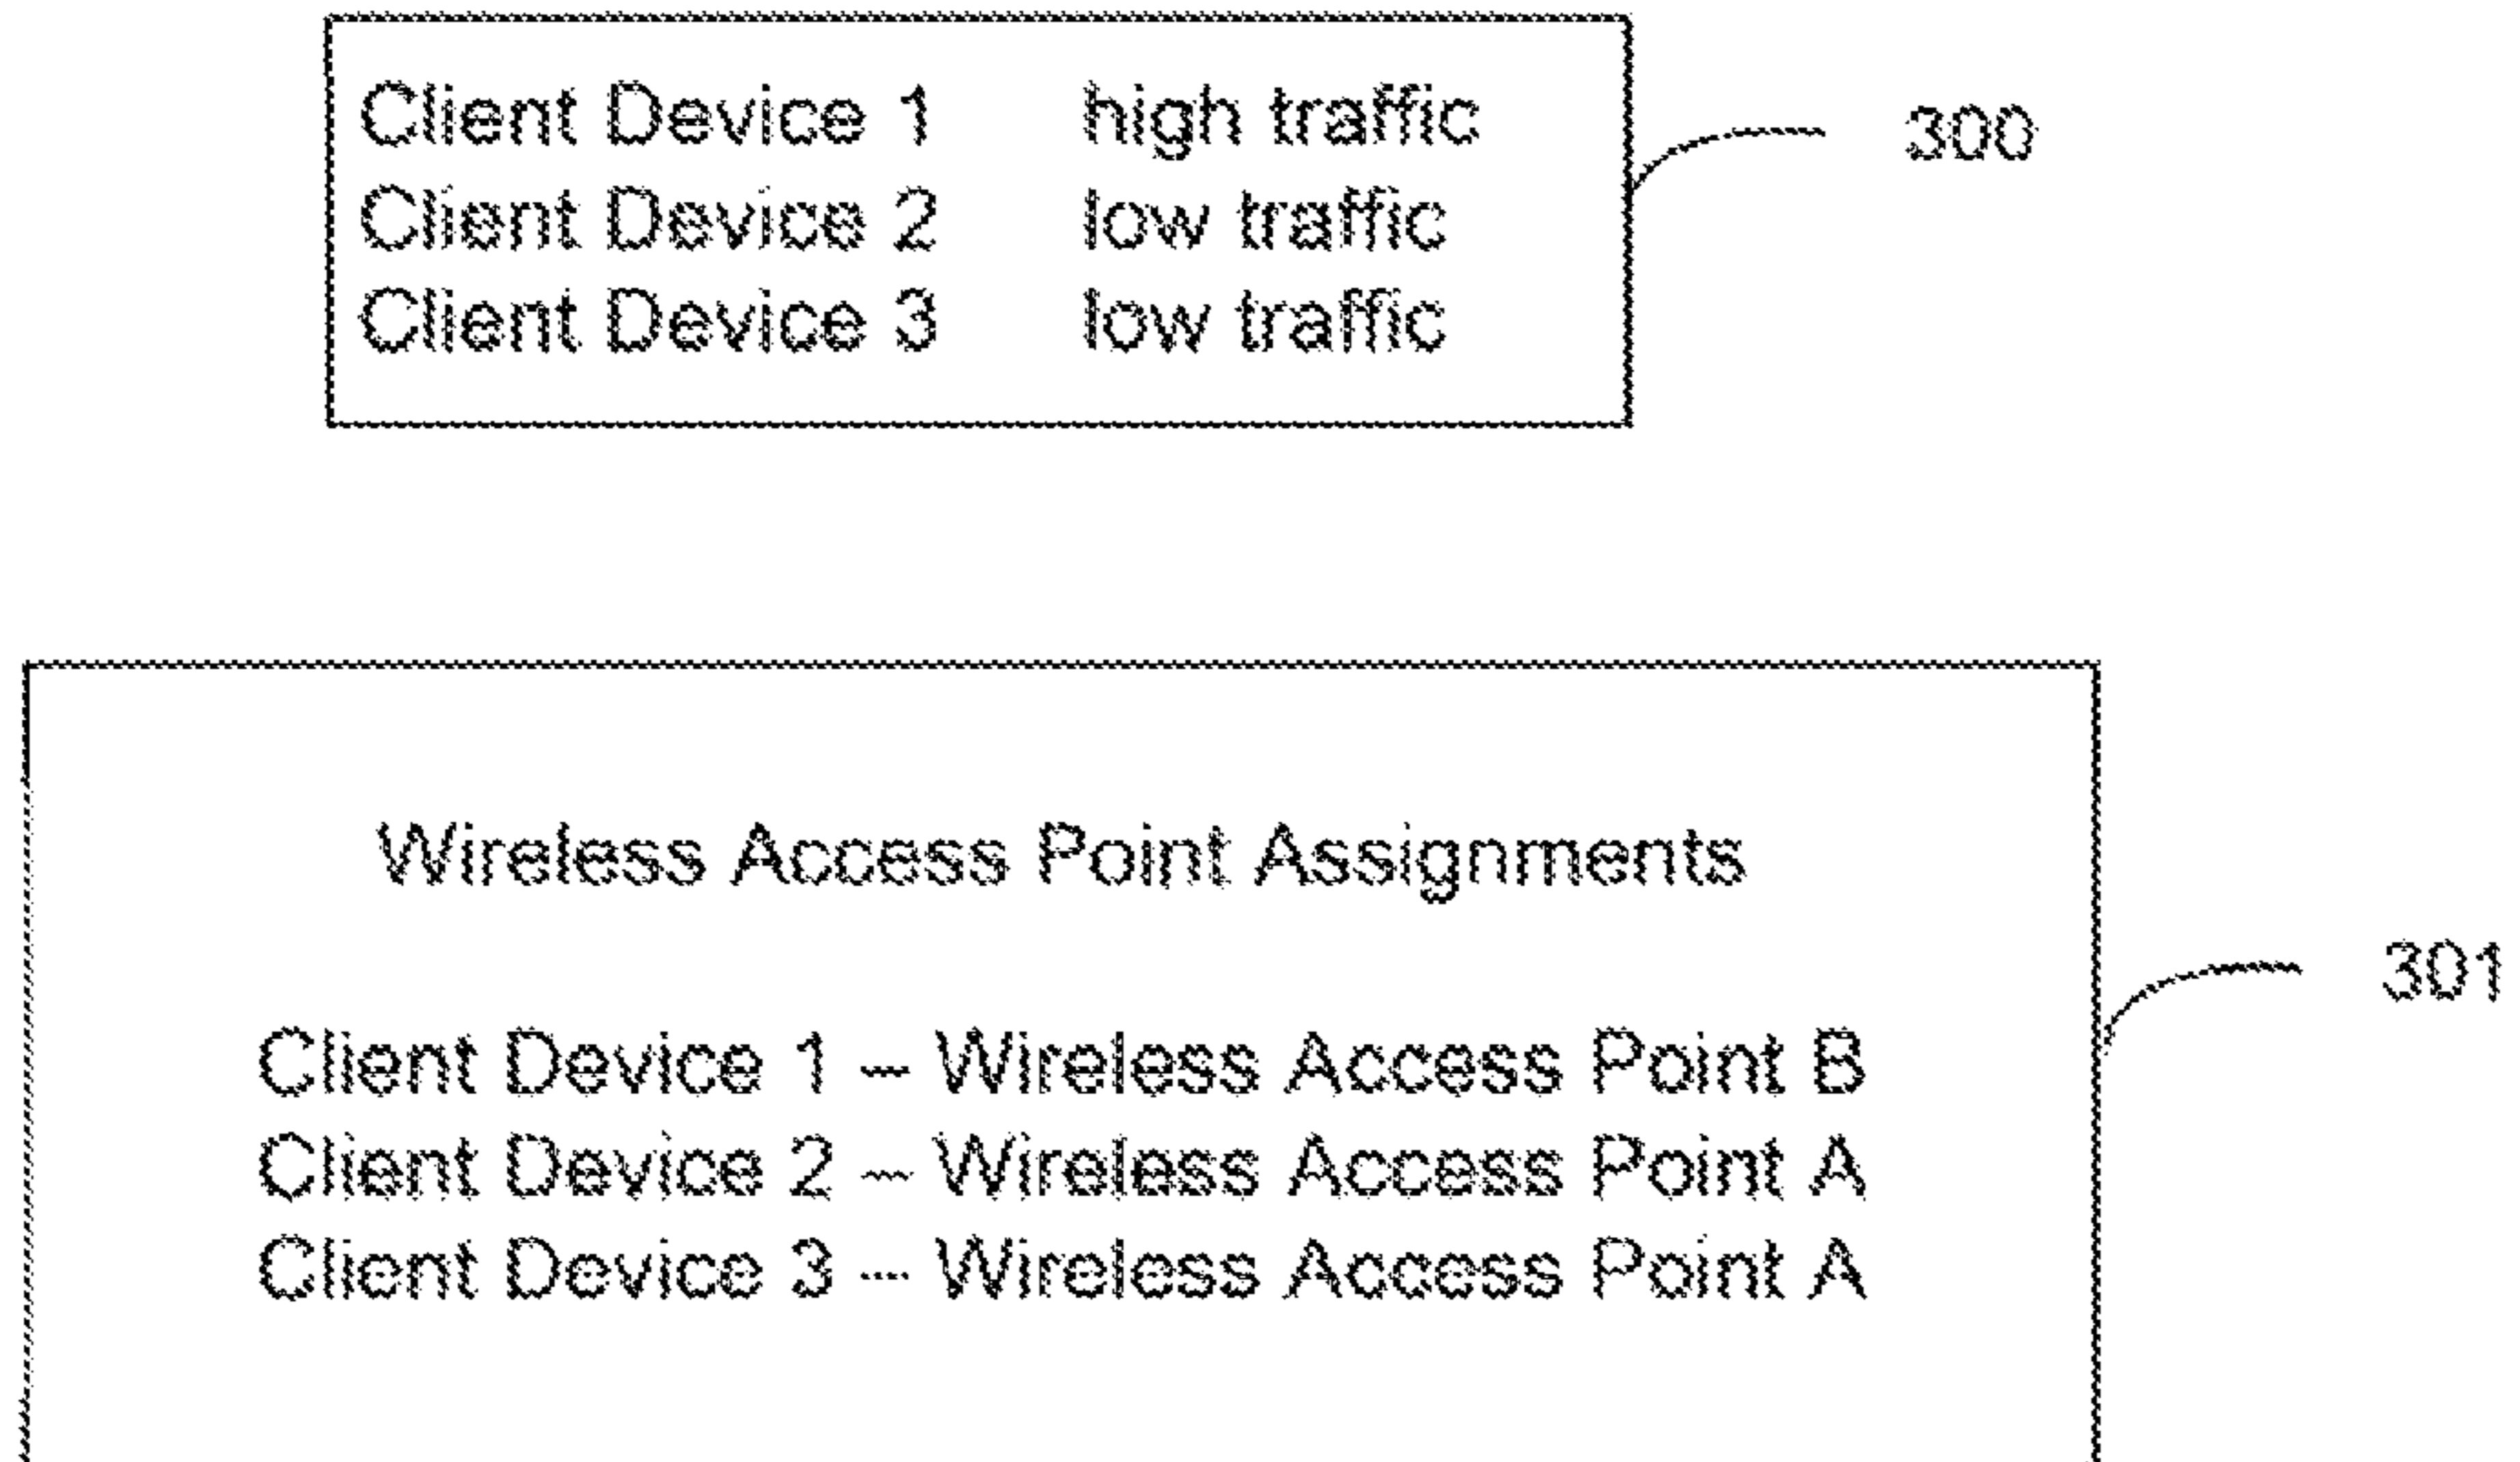 Client Device 1 high traffic
Client Device 2 low traffic
Client Device 3 low traffic
300
Wireless Access Point Assignments
301
Client Device 1 – Wireless Access Point B
Client Device 2 – Wireless Access Point A
Client Device 3 – Wireless Access Point A